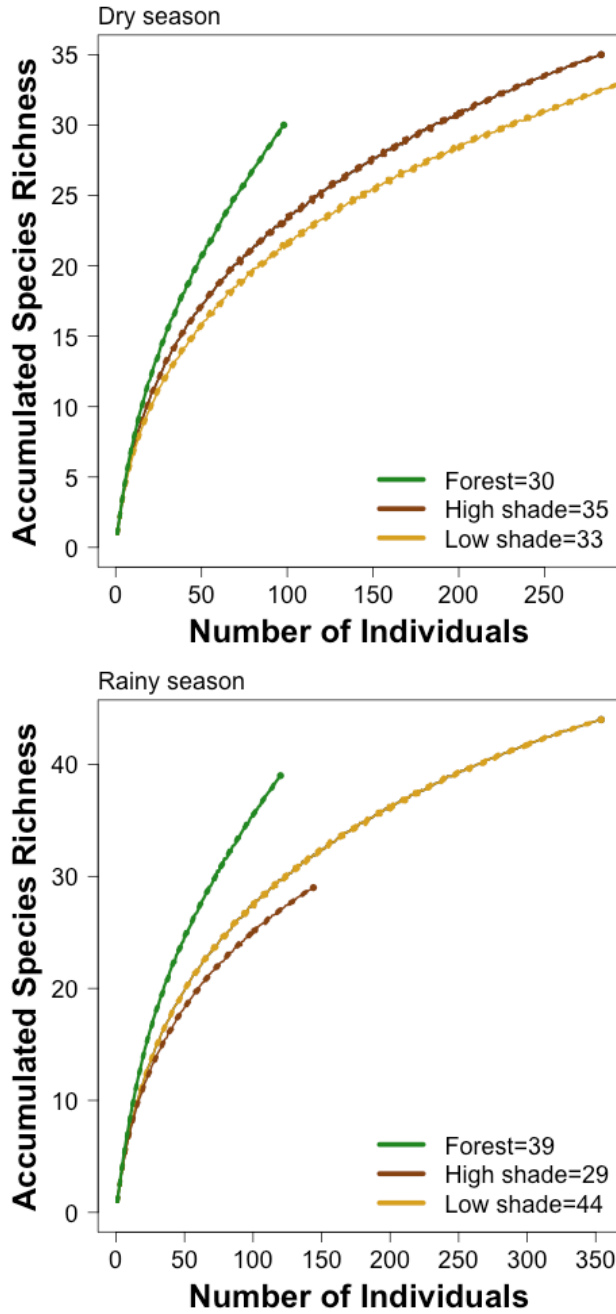 Dry season
Accumulated Species Richness
35
30
25
20
15
10
5
0
Forest=30
High shade=35
Low shade=33
0 50 100 150 200 250
Number of Individuals
Rainy season
Accumulated Species Richness
40
30
20
10
0
Forest=39
High shade=29
Low shade=44
0 50 100 150 200 250 300 350
Number of Individuals